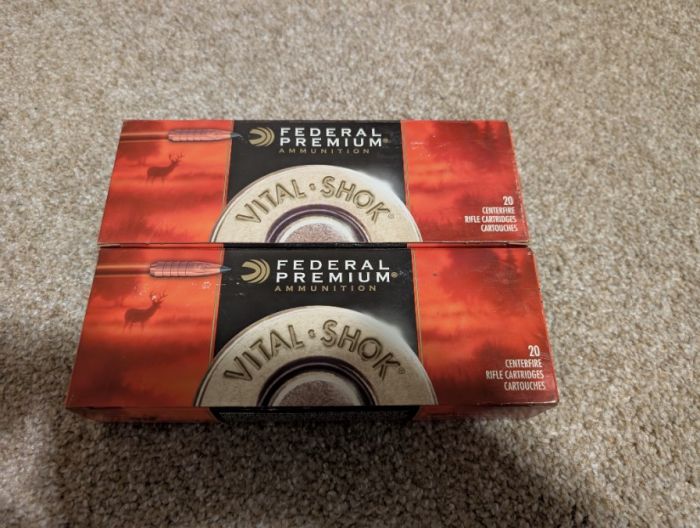 FEDERAL
PREMIUM®
AMMUNITION
VITAL·SHOK®
20
CENTERFIRE
RIFLE CARTRIDGES
CARTOUCHES
FEDERAL
PREMIUM®
AMMUNITION
VITAL·SHOK®
20
CENTERFIRE
RIFLE CARTRIDGES
CARTOUCHES